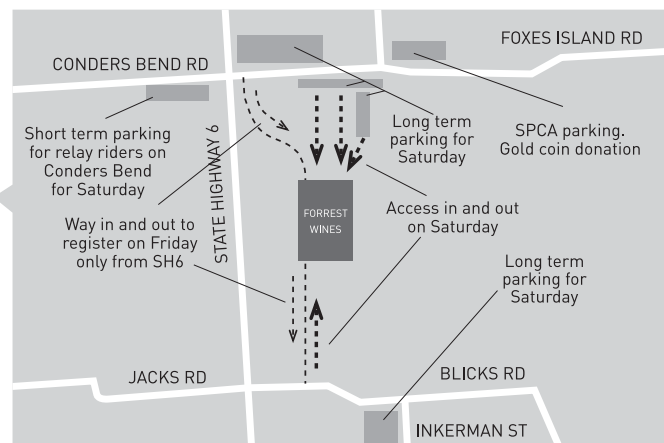 FOXES ISLAND RD
CONDERS BEND RD
Short term parking
for relay riders on
Conders Bend
for Saturday
Long term
parking for
Saturday
SPCA parking.
Gold coin donation
STATE HIGHWAY 6
Way in and out to
register on Friday
only from SH6
FORREST
WINES
Access in and out
on Saturday
Long term
parking for
Saturday
JACKS RD
BLICKS RD
INKERMAN ST